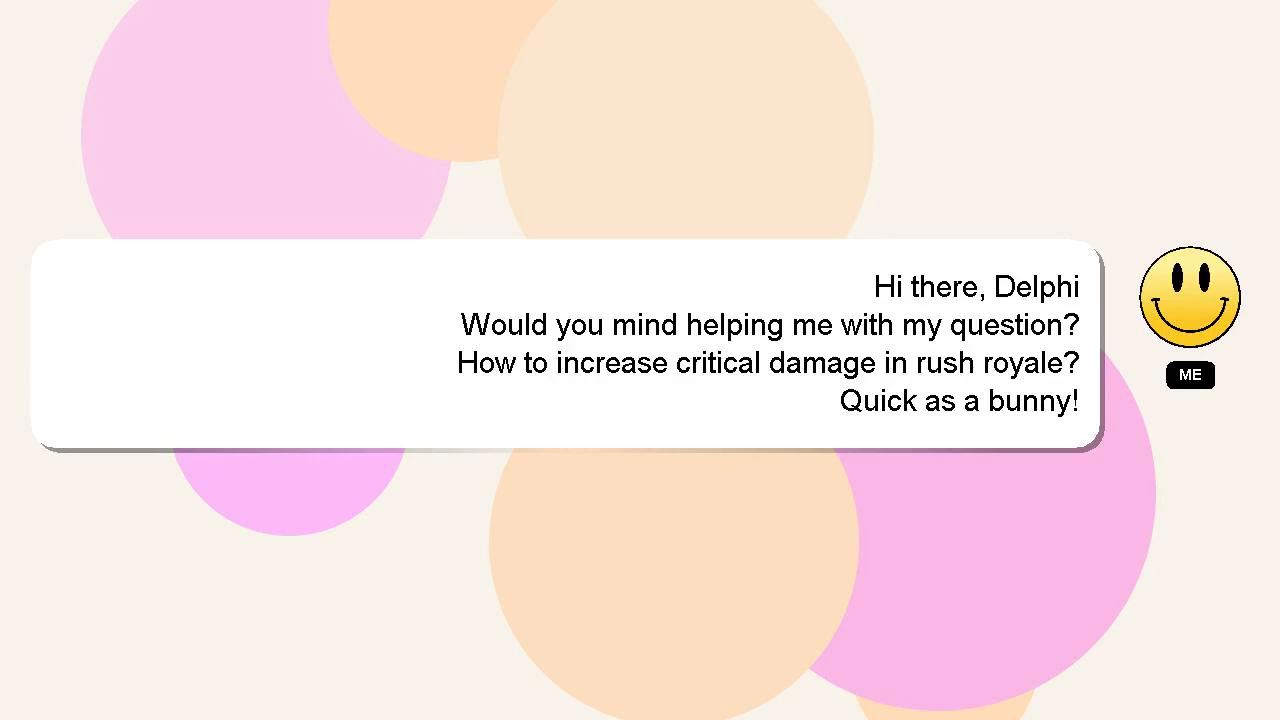 Hi there, Delphi
Would you mind helping me with my question?
How to increase critical damage in rush royale?
Quick as a bunny!
ME